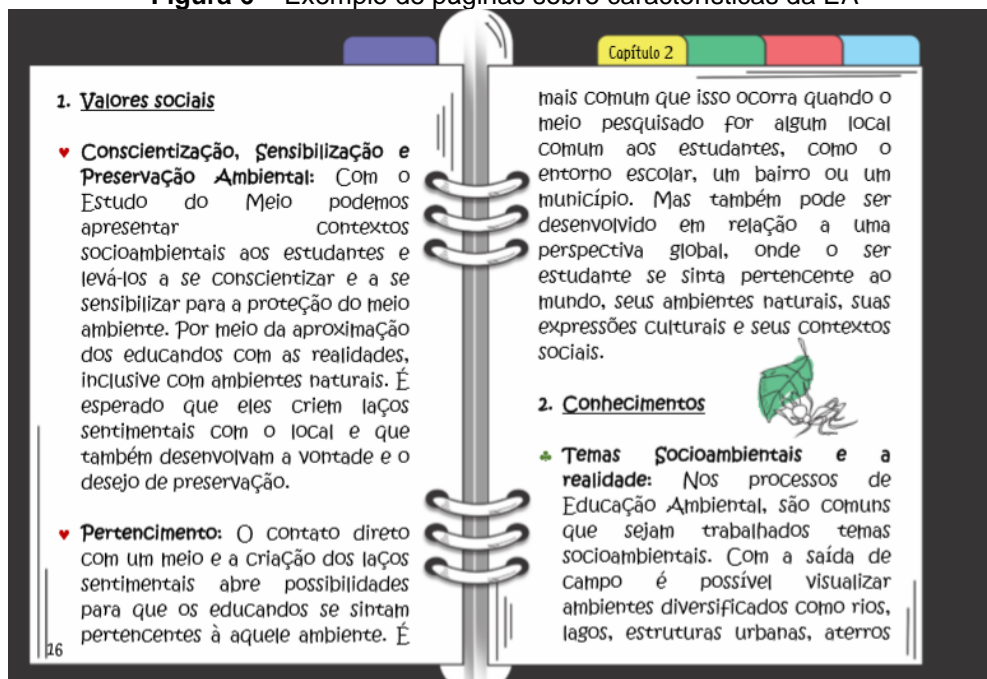 Exemplo de páginas sobre características da EA
Capítulo 2
1. Valores sociais
♥ Conscientização, Sensibilização e
Preservação Ambiental: Com o
Estudo do Meio podemos
apresentar contextos
socioambientais aos estudantes e
levá-los a se conscientizar e a se
sensibilizar para a proteção do meio
ambiente. Por meio da aproximação
dos educandos com as realidades,
inclusive com ambientes naturais. É
esperado que eles criem laços
sentimentais com o local e que
também desenvolvam a vontade e o
desejo de preservação.
♥ Pertencimento: O contato direto
com um meio e a criação dos laços
sentimentais abre possibilidades
para que os educandos se sintam
pertencentes à aquele ambiente. É
16
mais comum que isso ocorra quando o
meio pesquisado for algum local
comum aos estudantes, como o
entorno escolar, um bairro ou um
município. Mas também pode ser
desenvolvido em relação a uma
perspectiva global, onde o ser
estudante se sinta pertencente ao
mundo, seus ambientes naturais, suas
expressões culturais e seus contextos
sociais.
2. Conhecimentos
♣ Temas Socioambientais e a
realidade: Nos processos de
Educação Ambiental, são comuns
que sejam trabalhados temas
socioambientais. Com a saída de
campo é possível visualizar
ambientes diversificados como rios,
lagos, estruturas urbanas, aterros